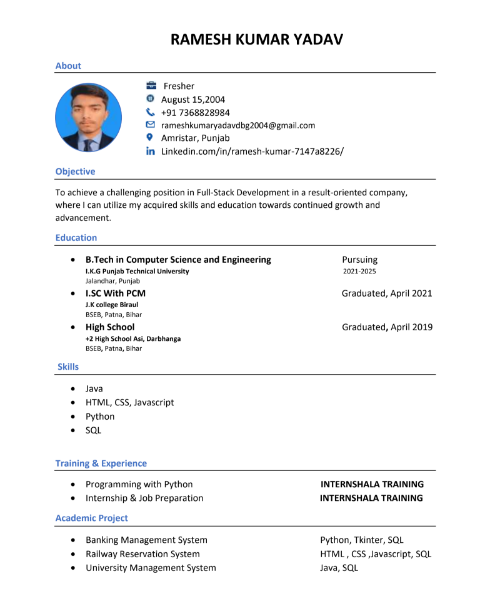 RAMESH KUMAR YADAV
About
Fresher
August 15,2004
+91 7368828984
rameshkumaryadavdbg2004@gmail.com
Amristar, Punjab
Linkedin.com/in/ramesh-kumar-7147a8226/
Objective
To achieve a challenging position in Full-Stack Development in a result-oriented company,
where I can utilize my acquired skills and education towards continued growth and
advancement.
Education
• B.Tech in Computer Science and Engineering Pursuing
I.K.G Punjab Technical University 2021-2025
Jalandhar, Punjab
• I.SC With PCM Graduated, April 2021
J.K college Biraul
BSEB, Patna, Bihar
• High School Graduated, April 2019
+2 High School Asi, Darbhanga
BSEB, Patna, Bihar
Skills
• Java
• HTML, CSS, Javascript
• Python
• SQL
Training & Experience
• Programming with Python INTERNSHALA TRAINING
• Internship & Job Preparation INTERNSHALA TRAINING
Academic Project
• Banking Management System Python, Tkinter, SQL
• Railway Reservation System HTML , CSS ,Javascript, SQL
• University Management System Java, SQL